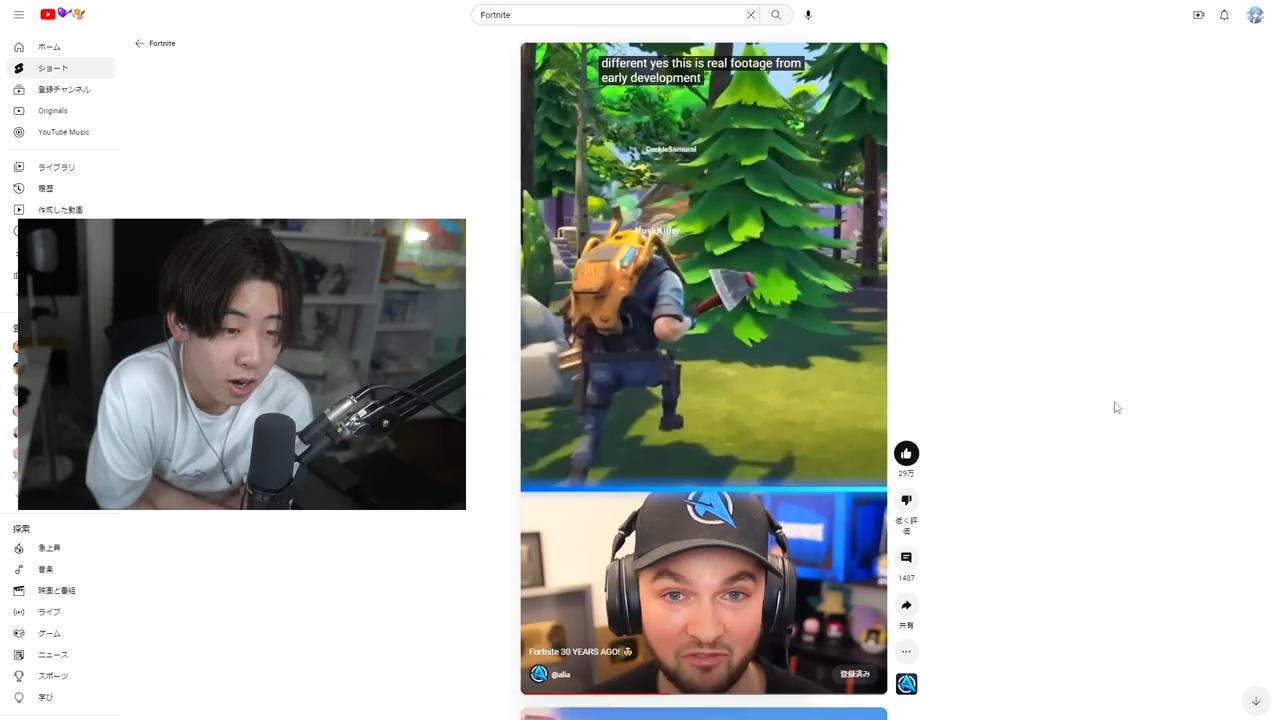 Fortnite
ホーム
Fortnite
ショート
登録チャンネル
Originals
YouTube Music
ライブラリ
履歴
作成した動画
探索
急上昇
音楽
映画と番組
ライブ
ゲーム
ニュース
スポーツ
学び
different yes this is real footage from
early development
CookieSamurai
HuskKiller
29万
低く評
価
1407
共有
Fortnite 30 YEARS AGO!
@alia
登録済み